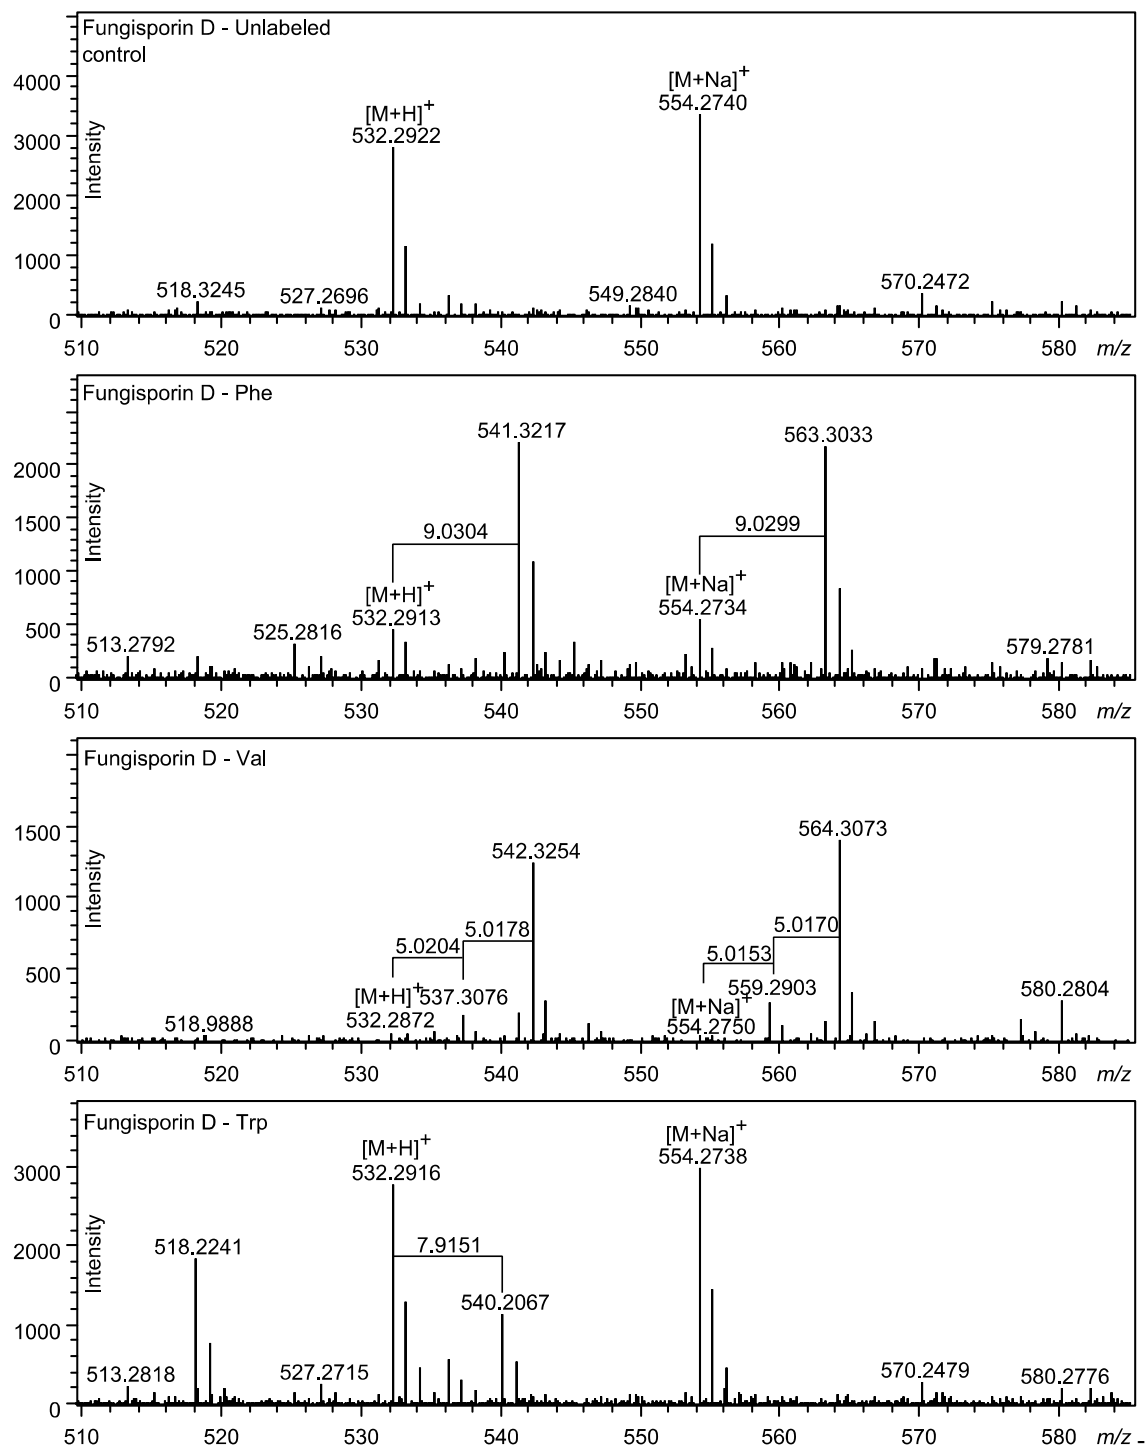 Fungisporin D - Unlabeled
control
Intensity
4000
3000
2000
1000
0
[M+H]+
532.2922
[M+Na]+
554.2740
518.3245
527.2696
549.2840
570.2472
510 520 530 540 550 560 570 580 m/z
Fungisporin D - Phe
Intensity
2000
1500
1000
500
0
541.3217
563.3033
9.0304
9.0299
[M+H]+
532.2913
[M+Na]+
554.2734
513.2792
525.2816
579.2781
510 520 530 540 550 560 570 580 m/z
Fungisporin D - Val
Intensity
1500
1000
500
0
542.3254
564.3073
5.0204
5.0178
5.0153
5.0170
[M+H]+
532.2872
537.3076
[M+Na]+
554.2750
559.2903
518.9888
580.2804
510 520 530 540 550 560 570 580 m/z
Fungisporin D - Trp
Intensity
3000
2000
1000
0
[M+H]+
532.2916
[M+Na]+
554.2738
518.2241
7.9151
540.2067
513.2818
527.2715
570.2479
580.2776
510 520 530 540 550 560 570 580 m/z -